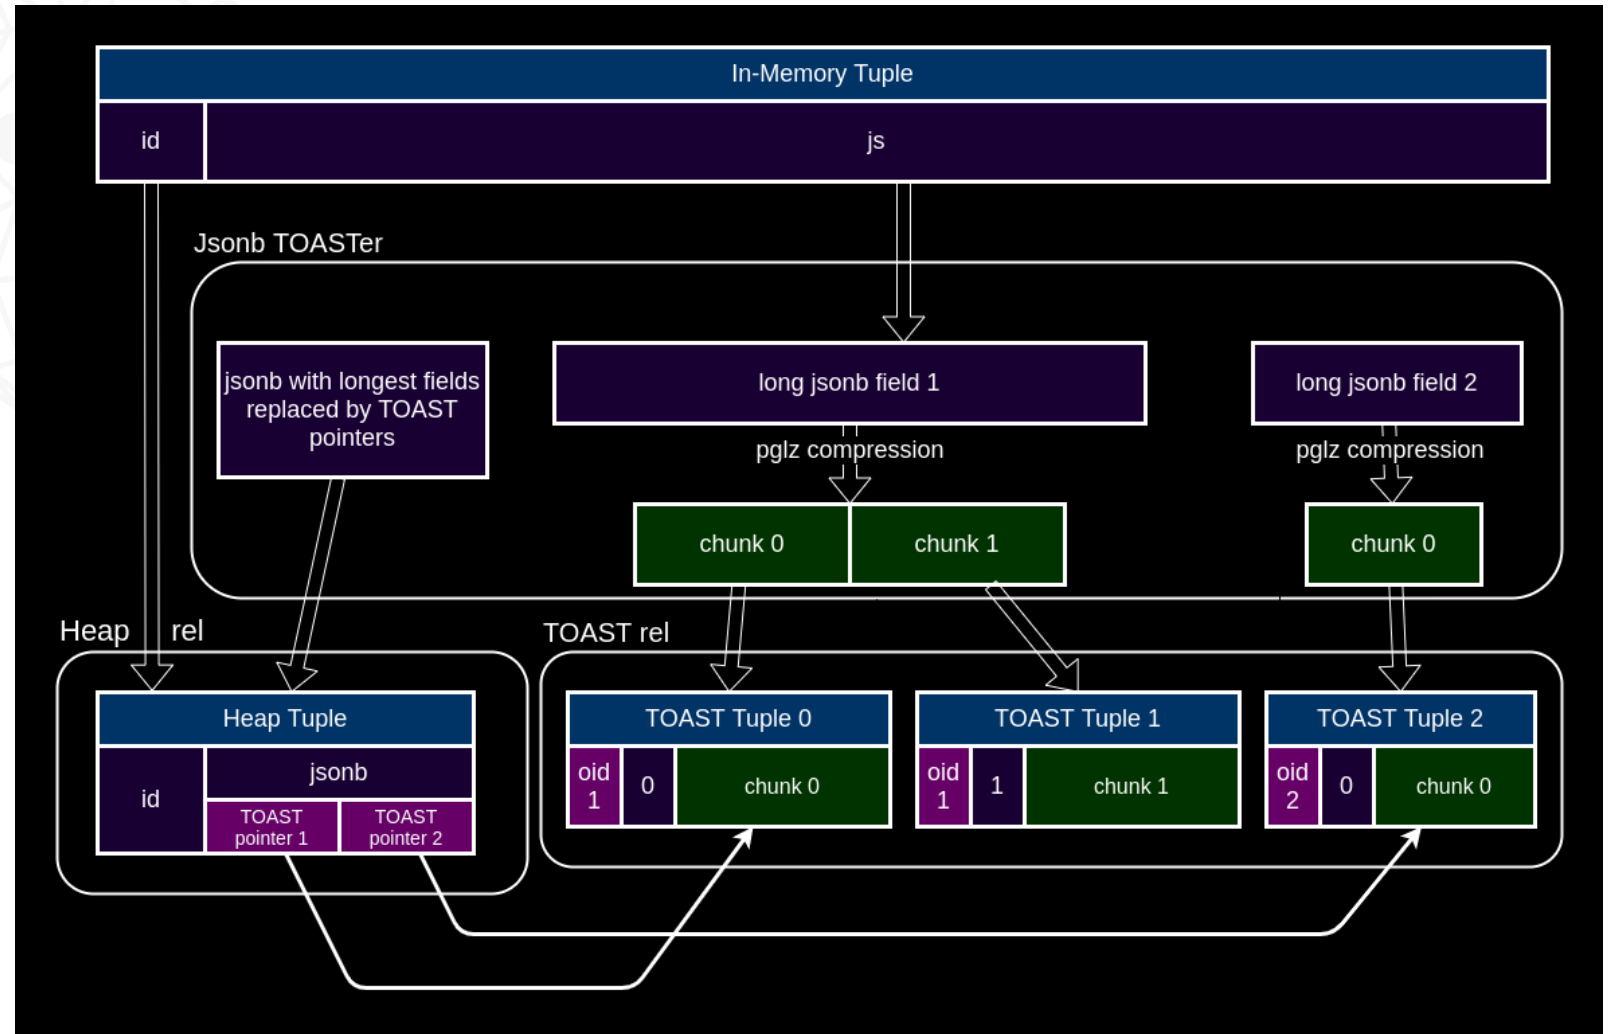 In-Memory Tuple
id
js
Jsonb TOASTer
jsonb with longest fields
replaced by TOAST
pointers
long jsonb field 1
long jsonb field 2
pglz compression
pglz compression
chunk 0
chunk 1
chunk 0
Heap rel
TOAST rel
Heap Tuple
id
jsonb
TOAST
pointer 1
TOAST
pointer 2
TOAST Tuple 0
oid
1
0
chunk 0
TOAST Tuple 1
oid
1
1
chunk 1
TOAST Tuple 2
oid
2
0
chunk 0